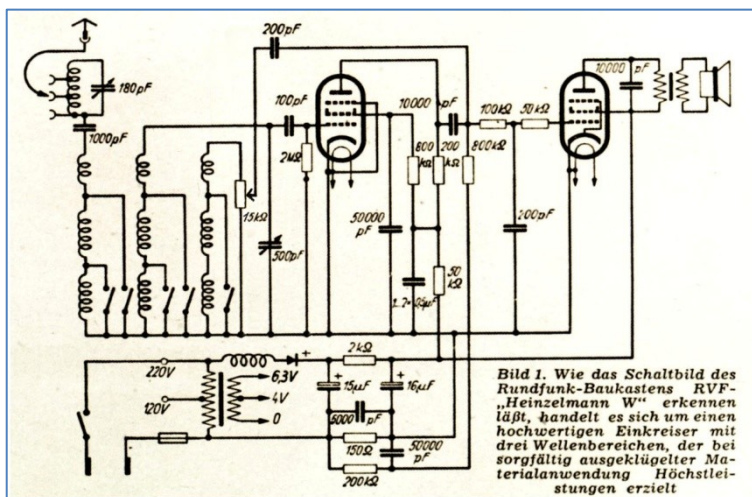 200pF
180pF
1000pF
100pF
2MΩ
15kΩ
500pF
10000 pF
800 kΩ
200 kΩ
800kΩ
50000 pF
50 kΩ
100kΩ
50kΩ
200pF
10000 pF
2kΩ
220V
120V
6,3V
4V
0
+
+
+
15µF
16µF
5000 pF
150Ω
50000 pF
200kΩ
Bild 1. Wie das Schaltbild des
Rundfunk-Baukastens RVF-
„Heinzelmann W“ erkennen
läßt, handelt es sich um einen
hochwertigen Einkreiser mit
drei Wellenbereichen, der bei
sorgfältig ausgeklügelter Ma-
terialanwendung Höchstlei-
stungen erzielt